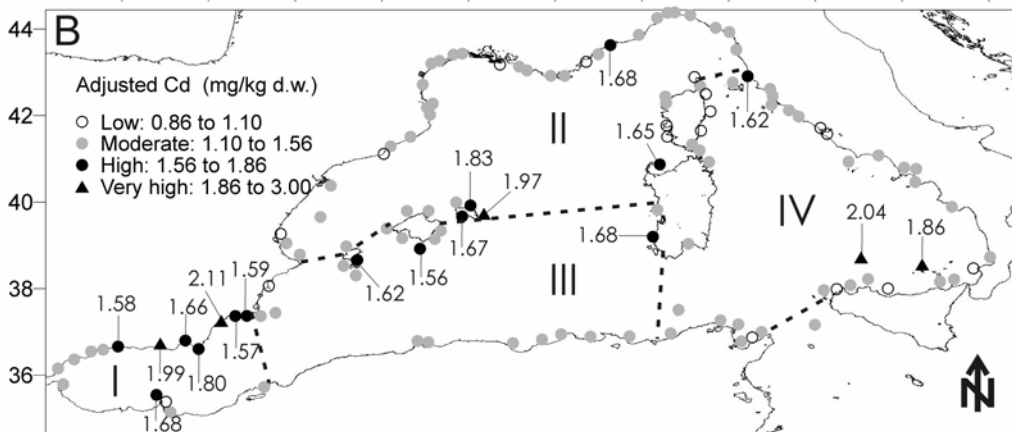 44
B
1.68
Adjusted Cd (mg/kg d.w.)
Low: 0.86 to 1.10
Moderate: 1.10 to 1.56
High: 1.56 to 1.86
Very high: 1.86 to 3.00
42
II
1.62
1.65
1.83
1.97
40
IV
2.04
1.86
1.67
1.68
1.56
1.62
III
2.11
1.59
1.66
1.58
38
1.57
I
1.99
1.80
36
1.68
N